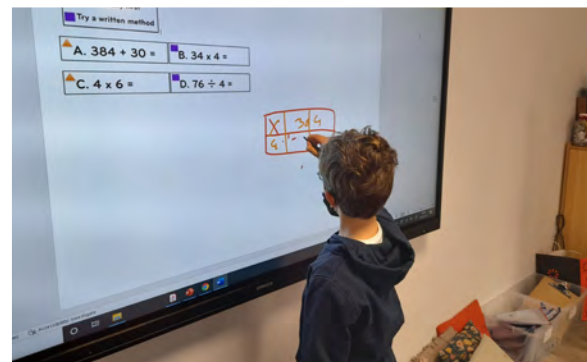 Try a written method
A. 384 + 30 =
B. 34 x 4 =
C. 4 x 6 =
D. 76 ÷ 4 =
X 30 4
4